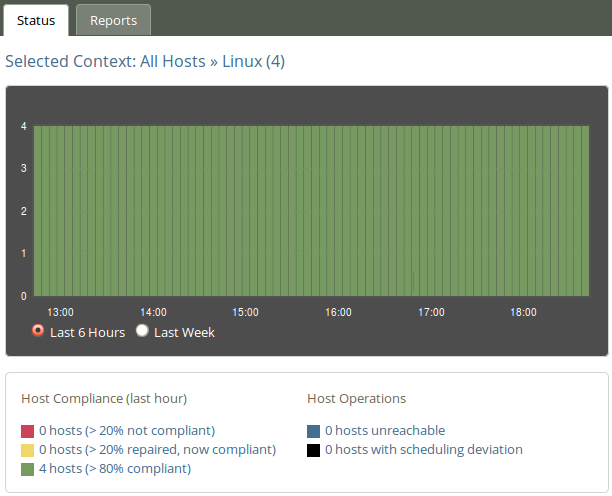 Status Reports
Selected Context: All Hosts » Linux (4)
4
3
2
1
0
13:00 14:00 15:00 16:00 17:00 18:00
Last 6 Hours Last Week
Host Compliance (last hour)
0 hosts (> 20% not compliant)
0 hosts (> 20% repaired, now compliant)
4 hosts (> 80% compliant)
Host Operations
0 hosts unreachable
0 hosts with scheduling deviation